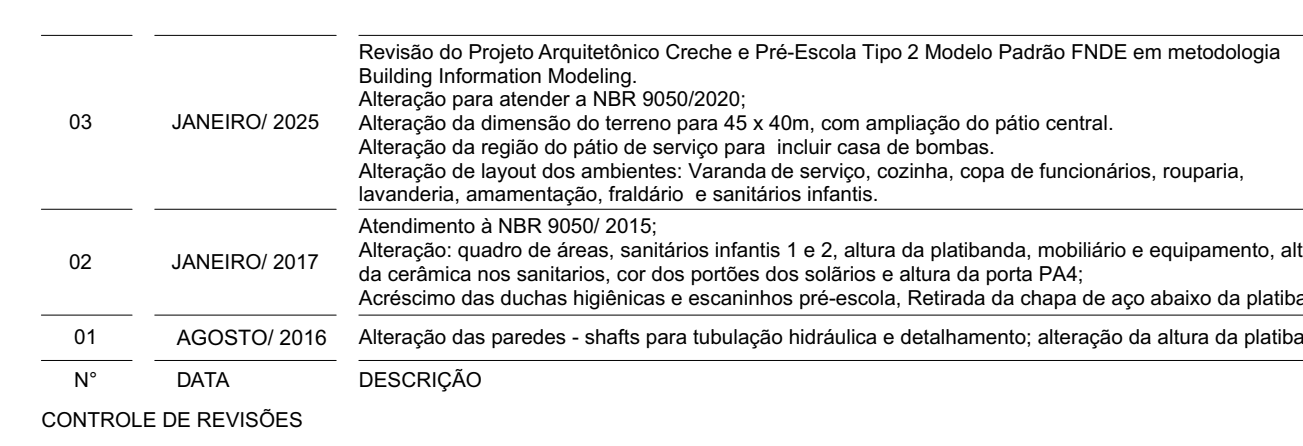 Revisão do Projeto Arquitetônico Creche e Pré-Escola Tipo 2 Modelo Padrão FNDE em metodologia
Building Information Modeling.
Alteração para atender a NBR 9050/2020;
03 JANEIRO/ 2025 Alteração da dimensão do terreno para 45 x 40m, com ampliação do pátio central.
Alteração da região do pátio de serviço para incluir casa de bombas.
Alteração de layout dos ambientes: Varanda de serviço, cozinha, copa de funcionários, rouparia,
lavanderia, amamentação, fraldário e sanitários infantis.
Atendimento à NBR 9050/ 2015;
02 JANEIRO/ 2017 Alteração: quadro de áreas, sanitários infantis 1 e 2, altura da platibanda, mobiliário e equipamento, alt
da cerâmica nos sanitarios, cor dos portões dos solãrios e altura da porta PA4;
Acréscimo das duchas higiênicas e escaninhos pré-escola, Retirada da chapa de aço abaixo da platiba
01 AGOSTO/ 2016 Alteração das paredes - shafts para tubulação hidráulica e detalhamento; alteração da altura da platiba
N° DATA DESCRIÇÃO
CONTROLE DE REVISÕES